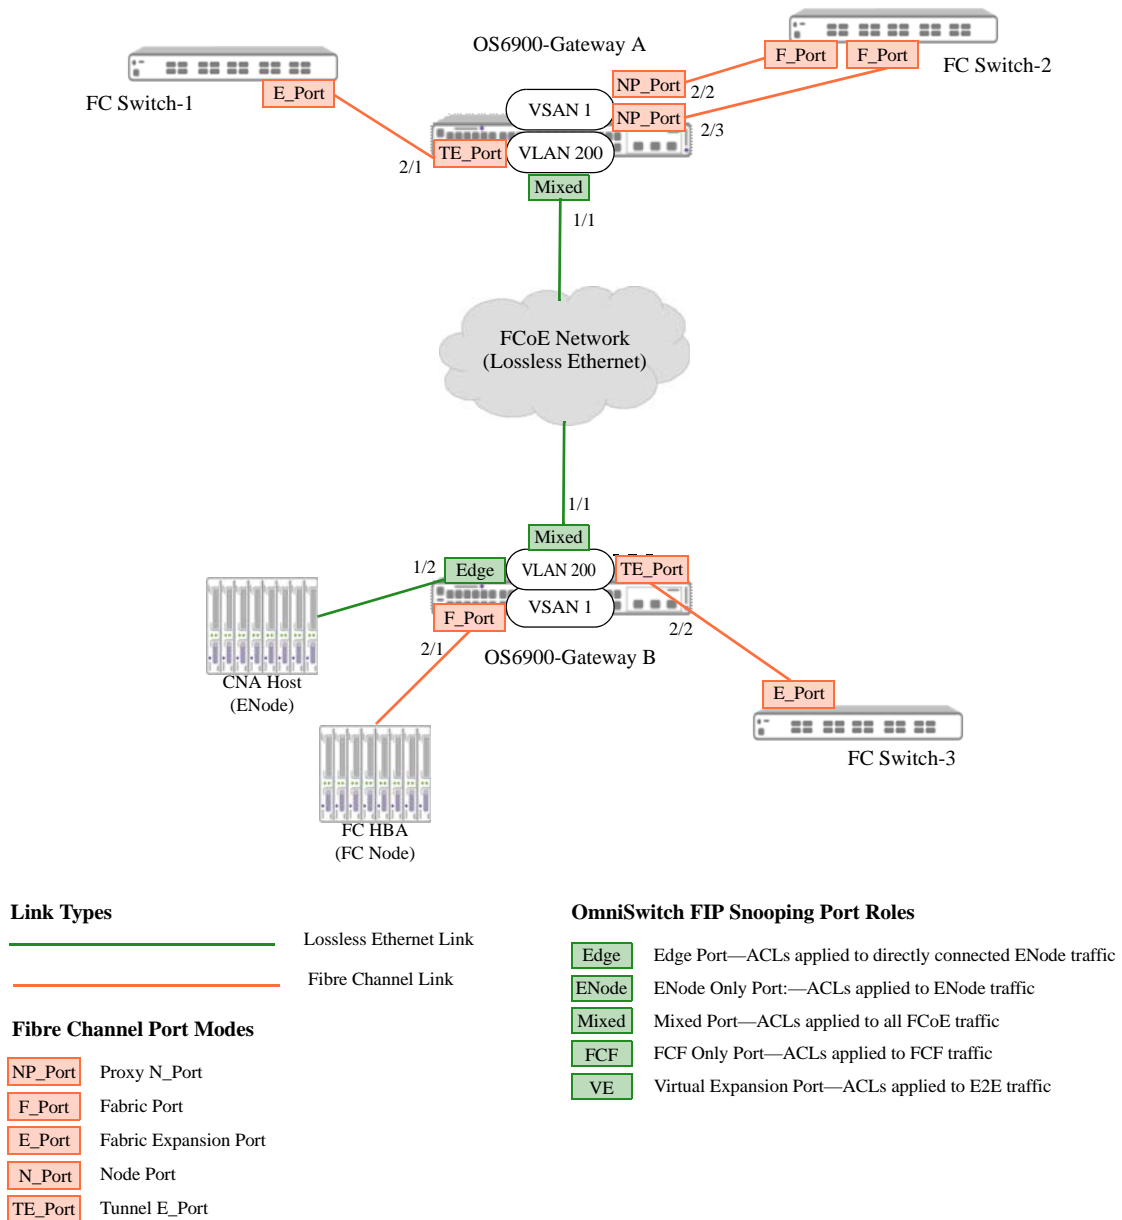 OS6900-Gateway A
FC Switch-1
E_Port
F_Port
F_Port
FC Switch-2
NP_Port
2/2
VSAN 1
NP_Port
2/3
2/1
TE_Port
VLAN 200
Mixed
1/1
FCoE Network
(Lossless Ethernet)
1/1
Mixed
1/2
Edge
VLAN 200
TE_Port
F_Port
VSAN 1
2/1
2/2
OS6900-Gateway B
CNA Host
(ENode)
E_Port
FC Switch-3
FC HBA
(FC Node)
Link Types
Lossless Ethernet Link
Fibre Channel Link
Fibre Channel Port Modes
NP_Port Proxy N_Port
F_Port Fabric Port
E_Port Fabric Expansion Port
N_Port Node Port
TE_Port Tunnel E_Port
OmniSwitch FIP Snooping Port Roles
Edge Edge Port—ACLs applied to directly connected ENode traffic
ENode ENode Only Port:—ACLs applied to ENode traffic
Mixed Mixed Port—ACLs applied to all FCoE traffic
FCF FCF Only Port—ACLs applied to FCF traffic
VE Virtual Expansion Port—ACLs applied to E2E traffic